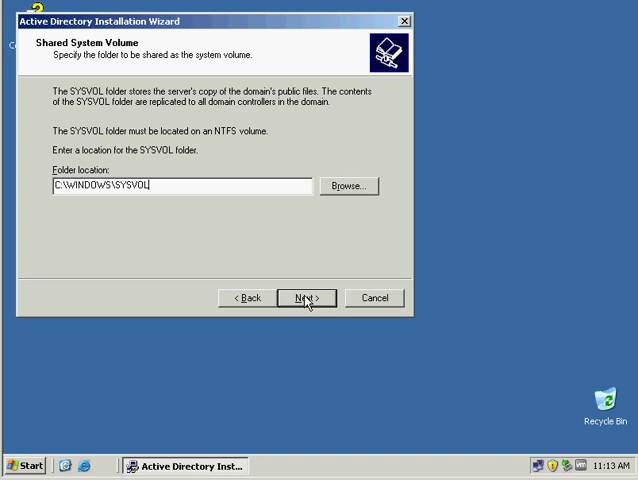 Active Directory Installation Wizard
Shared System Volume
Specify the folder to be shared as the system volume.
The SYSVOL folder stores the server's copy of the domain's public files. The contents
of the SYSVOL folder are replicated to all domain controllers in the domain.
The SYSVOL folder must be located on an NTFS volume.
Enter a location for the SYSVOL folder.
Folder location:
C:\WINDOWS\SYSVOL
Browse...
< Back
Next >
Cancel
Recycle Bin
Start
Active Directory Inst...
11:13 AM